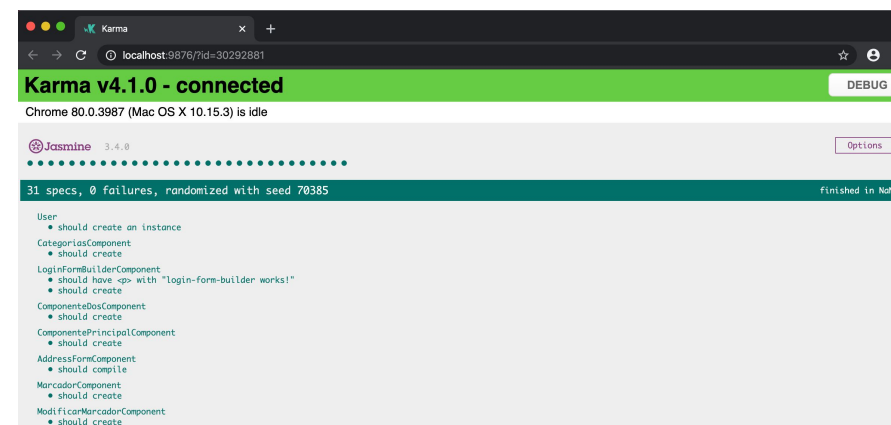 Karma
localhost:9876/?id=30292881
Karma v4.1.0 - connected
DEBUG
Chrome 80.0.3987 (Mac OS X 10.15.3) is idle
Jasmine 3.4.0
Options
31 specs, 0 failures, randomized with seed 70385
finished in Na
User
• should create an instance
CategoriasComponent
• should create
LoginFormBuilderComponent
• should have <p> with "login-form-builder works!"
• should create
ComponenteDosComponent
• should create
ComponentePrincipalComponent
• should create
AddressFormComponent
• should compile
MarcadorComponent
• should create
ModificarMarcadorComponent
• should create